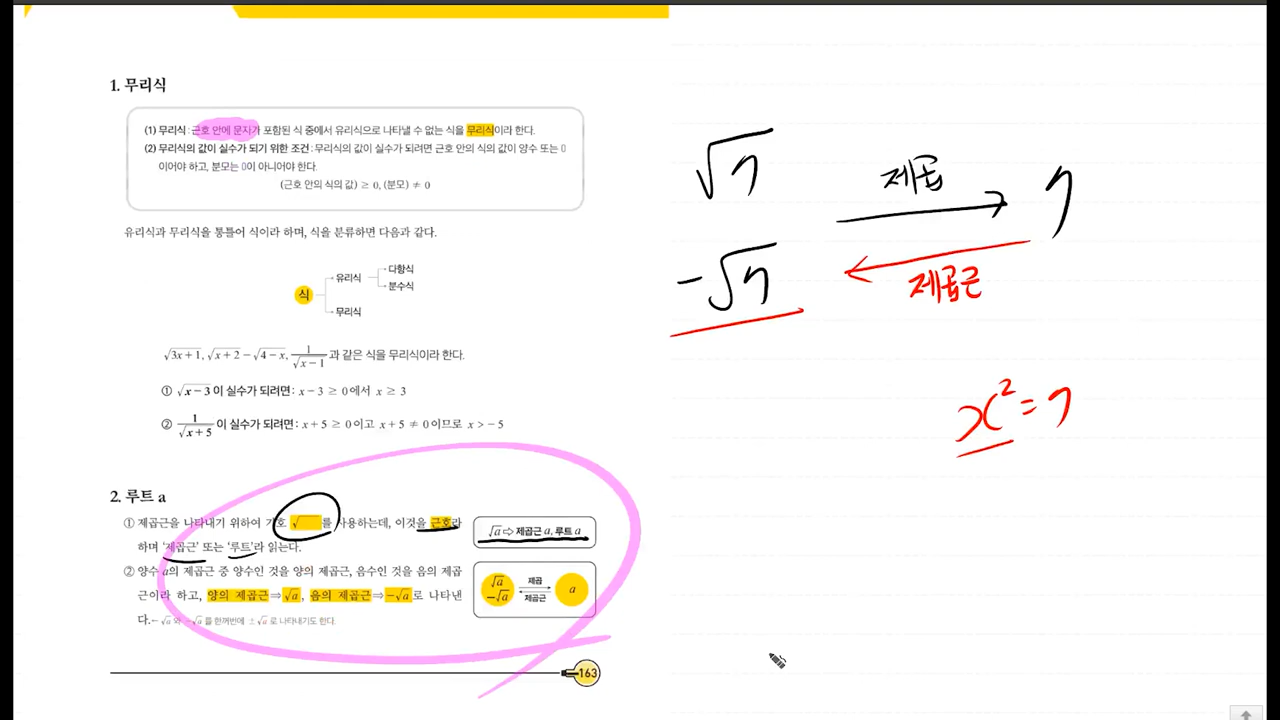 1. 무리식
(1) 무리식 : 근호 안에 문자가 포함된 식 중에서 유리식으로 나타낼 수 없는 식을 무리식이라 한다.
(2) 무리식의 값이 실수가 되기 위한 조건 : 무리식의 값이 실수가 되려면 근호 안의 식의 값이 양수 또는 0
이어야 하고, 분모는 0이 아니어야 한다.
(근호 안의 식의 값) ≥ 0, (분모) ≠ 0
유리식과 무리식을 통틀어 식이라 하며, 식을 분류하면 다음과 같다.
식
유리식
다항식
분수식
무리식
√(3x+1), √(x+2) − √(4−x), 1/√(x−1) 과 같은 식을 무리식이라 한다.
① √(x−3) 이 실수가 되려면 : x − 3 ≥ 0 에서 x ≥ 3
② 1/√(x+5) 이 실수가 되려면 : x + 5 ≥ 0 이고 x + 5 ≠ 0 이므로 x > − 5
2. 루트 a
① 제곱근을 나타내기 위하여 기호 √ 를 사용하는데, 이것을 근호라
하며 '제곱근' 또는 '루트'라 읽는다.
√a ⇨ 제곱근 a, 루트 a
② 양수 a의 제곱근 중 양수인 것을 양의 제곱근, 음수인 것을 음의 제곱
근이라 하고, 양의 제곱근 ⇒ √a, 음의 제곱근 ⇒ −√a 로 나타낸
다. ← √a 와 −√a 를 한꺼번에 ± √a 로 나타내기도 한다.
√a
−√a
제곱
제곱근
a
163
√7
제곱
7
−√7
제곱근
x² = 7